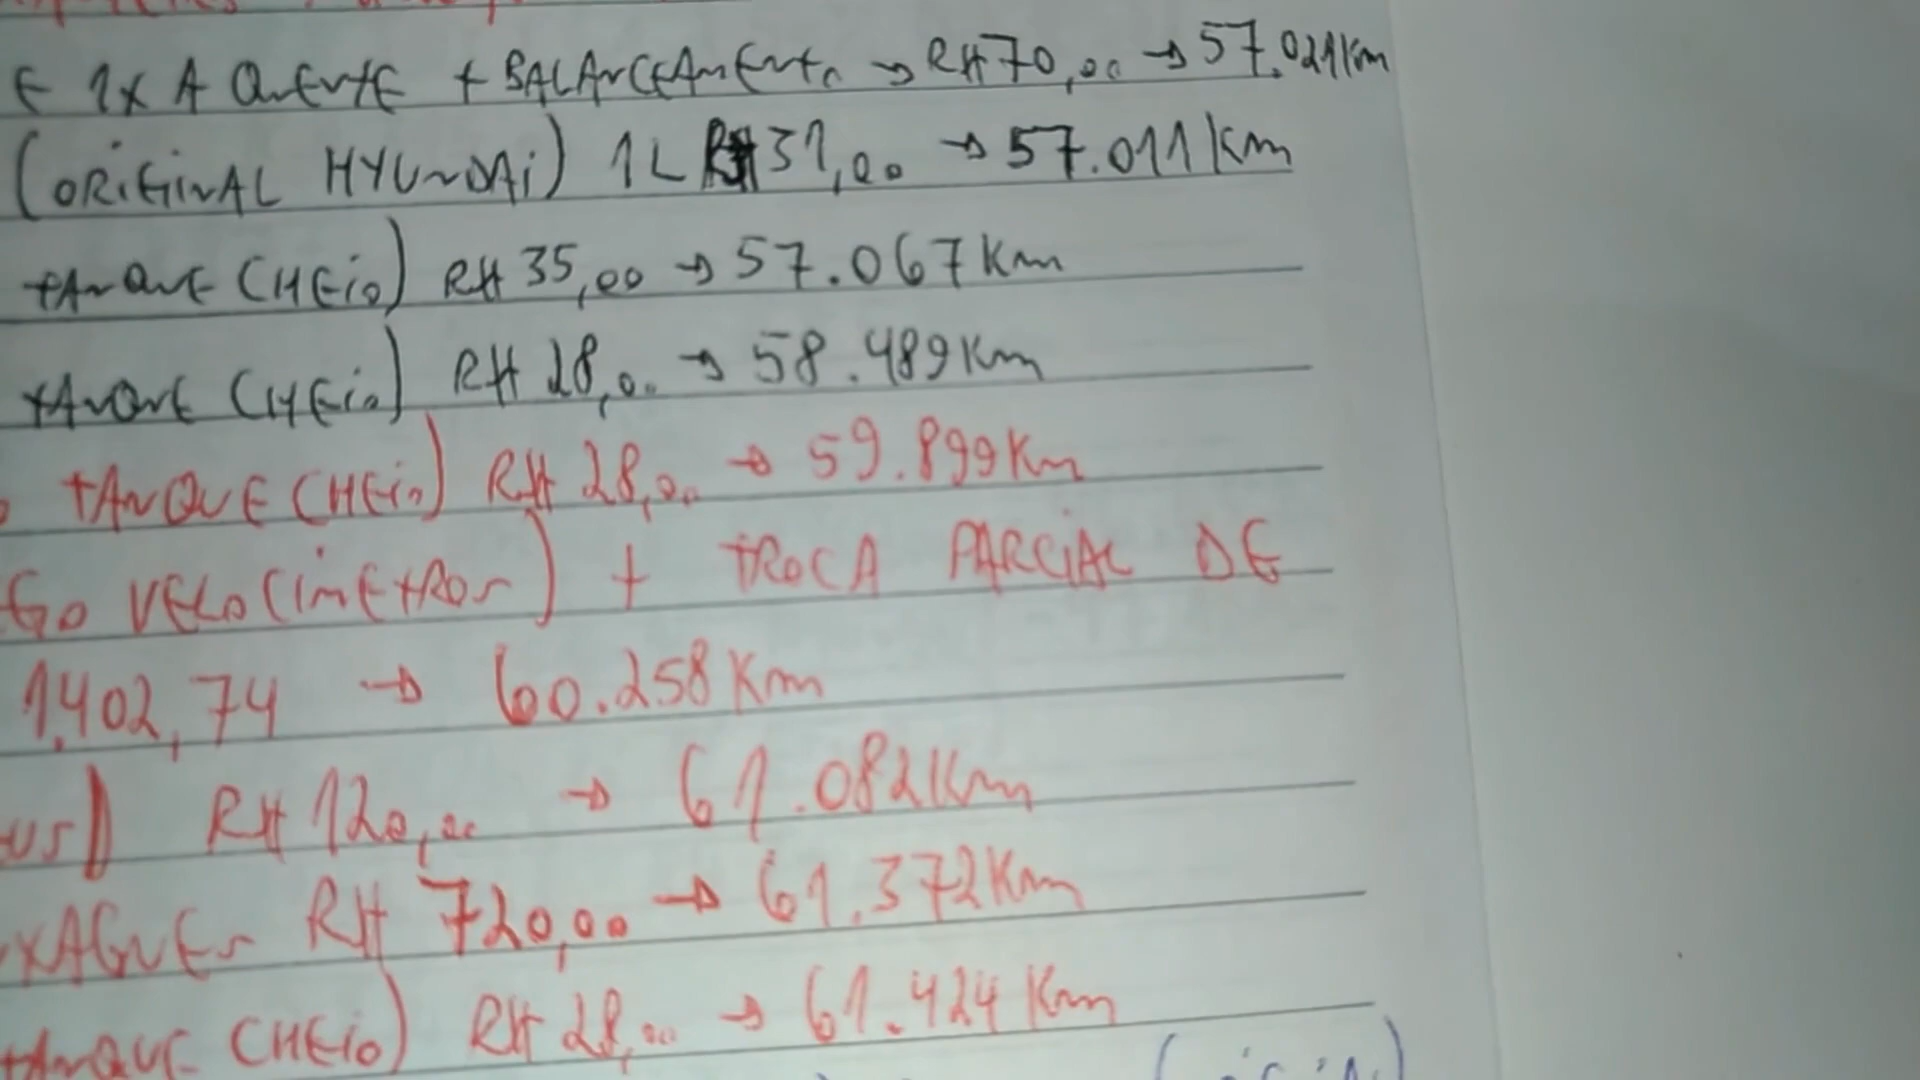 E 1X A QUENTE + BALANCEAMENTO → R$ 70,00 → 57.021 Km
(ORIGINAL HYUNDAI) 1L R$ 31,00 → 57.011 Km
TANQUE CHEIO) R$ 35,00 → 57.067 Km
TANQUE CHEIO) R$ 28,00 → 58.489 Km
TANQUE CHEIO) R$ 28,00 → 59.899 Km
GO VELOCIMETROS) + TROCA PARCIAL DE
1.402,74 → 60.258 Km
US) R$ 120,00 → 61.082 Km
R$ 720,00 → 61.372 Km
TANQUE CHEIO) R$ 28,00 → 61.424 Km